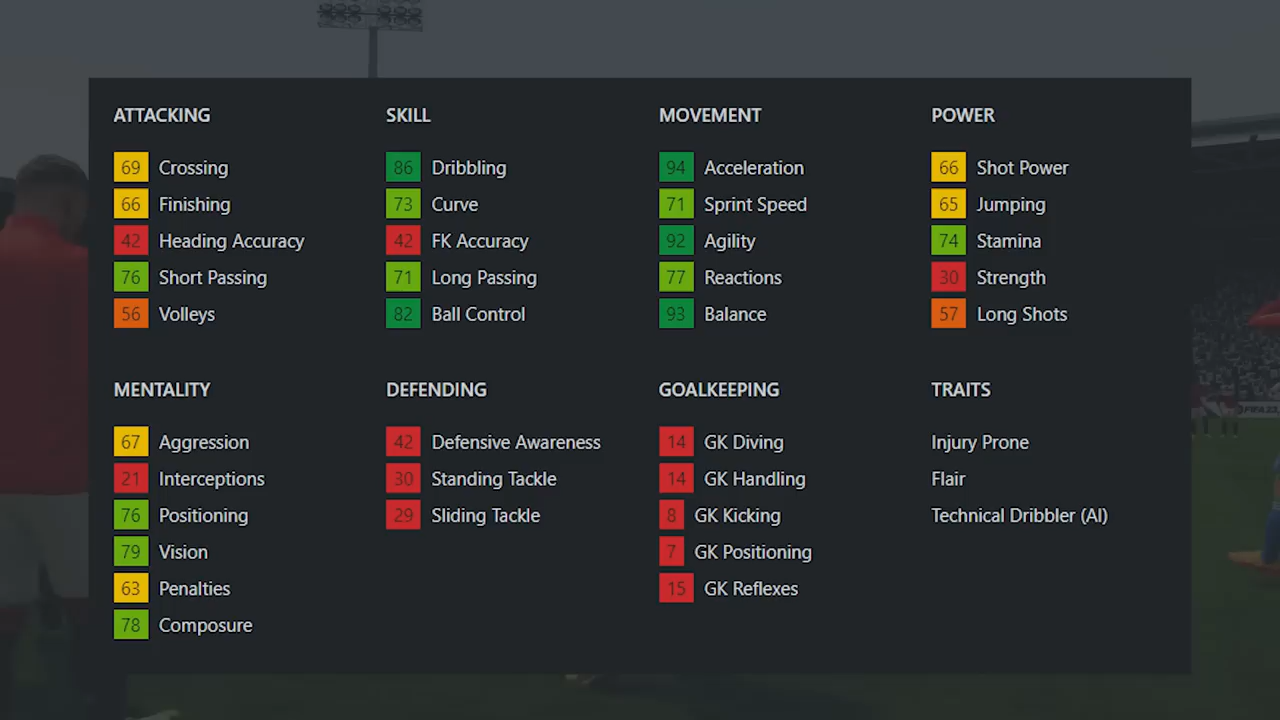 ATTACKING
69 Crossing
66 Finishing
42 Heading Accuracy
76 Short Passing
56 Volleys
SKILL
86 Dribbling
73 Curve
42 FK Accuracy
71 Long Passing
82 Ball Control
MOVEMENT
94 Acceleration
71 Sprint Speed
92 Agility
77 Reactions
93 Balance
POWER
66 Shot Power
65 Jumping
74 Stamina
30 Strength
57 Long Shots
MENTALITY
67 Aggression
21 Interceptions
76 Positioning
79 Vision
63 Penalties
78 Composure
DEFENDING
42 Defensive Awareness
30 Standing Tackle
29 Sliding Tackle
GOALKEEPING
14 GK Diving
14 GK Handling
8 GK Kicking
7 GK Positioning
15 GK Reflexes
TRAITS
Injury Prone
Flair
Technical Dribbler (AI)
FIFA 23